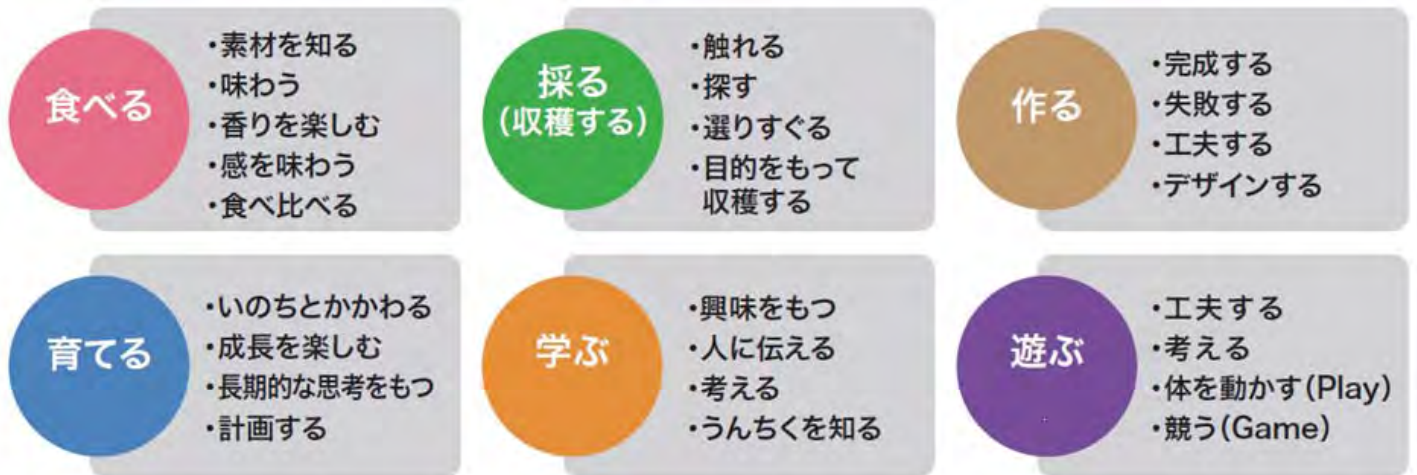 食べる
・素材を知る
・味わう
・香りを楽しむ
・感を味わう
・食べ比べる
採る
(収穫する)
・触れる
・探す
・選りすぐる
・目的をもって
収穫する
作る
・完成する
・失敗する
・工夫する
・デザインする
育てる
・いのちとかかわる
・成長を楽しむ
・長期的な思考をもつ
・計画する
学ぶ
・興味をもつ
・人に伝える
・考える
・うんちくを知る
遊ぶ
・工夫する
・考える
・体を動かす(Play)
・競う(Game)